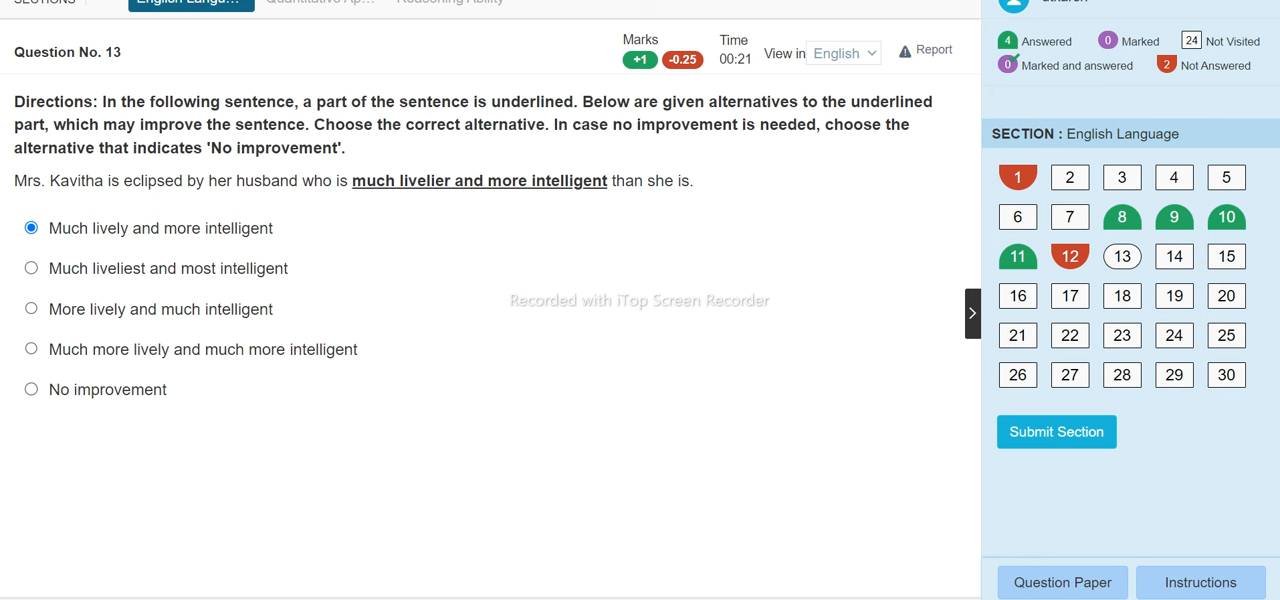 SECTIONS English Langu... Quantitative Ap... Reasoning Ability
Question No. 13
Marks
+1 -0.25
Time
00:21
View in English
Report
Directions: In the following sentence, a part of the sentence is underlined. Below are given alternatives to the underlined
part, which may improve the sentence. Choose the correct alternative. In case no improvement is needed, choose the
alternative that indicates 'No improvement'.
Mrs. Kavitha is eclipsed by her husband who is much livelier and more intelligent than she is.
Much lively and more intelligent
Much liveliest and most intelligent
More lively and much intelligent
Much more lively and much more intelligent
No improvement
Recorded with iTop Screen Recorder
4 Answered 0 Marked 24 Not Visited
0 Marked and answered 2 Not Answered
SECTION : English Language
1 2 3 4 5
6 7 8 9 10
11 12 13 14 15
16 17 18 19 20
21 22 23 24 25
26 27 28 29 30
Submit Section
Question Paper Instructions